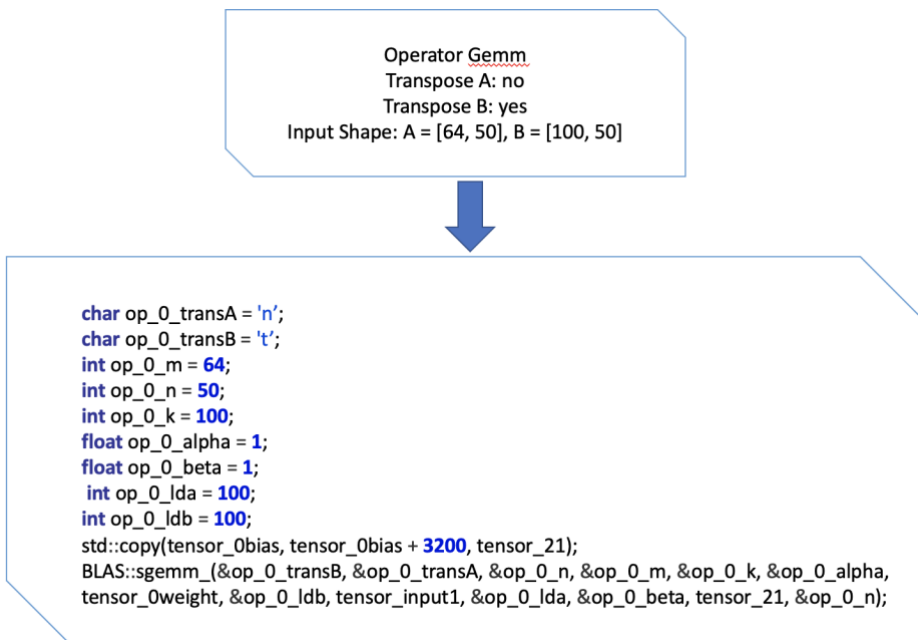 Operator Gemm
Transpose A: no
Transpose B: yes
Input Shape: A = [64, 50], B = [100, 50]
char op_0_transA = 'n’;
char op_0_transB = 't’;
int op_0_m = 64;
int op_0_n = 50;
int op_0_k = 100;
float op_0_alpha = 1;
float op_0_beta = 1;
int op_0_lda = 100;
int op_0_ldb = 100;
std::copy(tensor_0bias, tensor_0bias + 3200, tensor_21);
BLAS::sgemm_(&op_0_transB, &op_0_transA, &op_0_n, &op_0_m, &op_0_k, &op_0_alpha,
tensor_0weight, &op_0_ldb, tensor_input1, &op_0_lda, &op_0_beta, tensor_21, &op_0_n);